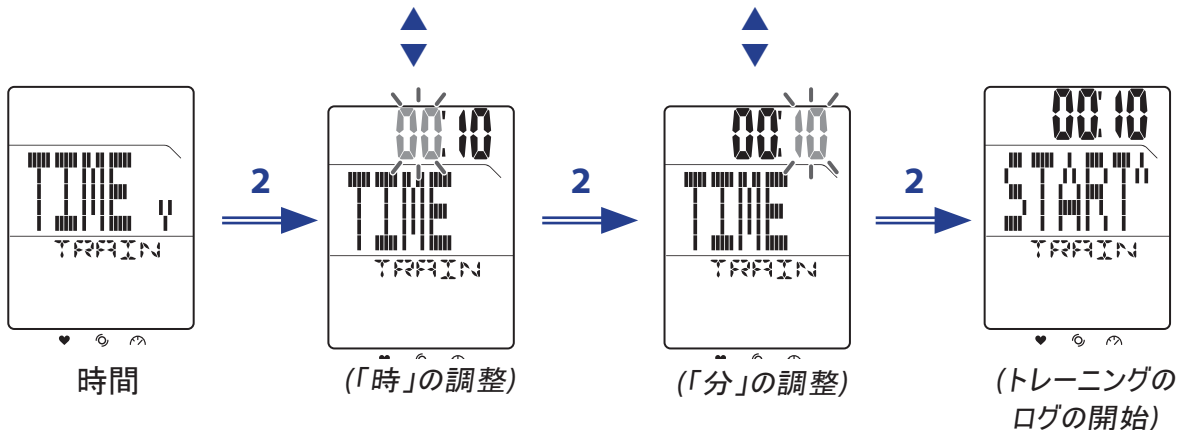 TIME
TRAIN
時間
2
00:10
TIME
TRAIN
(「時」の調整)
2
00:10
TIME
TRAIN
(「分」の調整)
2
00:10
START
TRAIN
(トレーニングの
ログの開始)